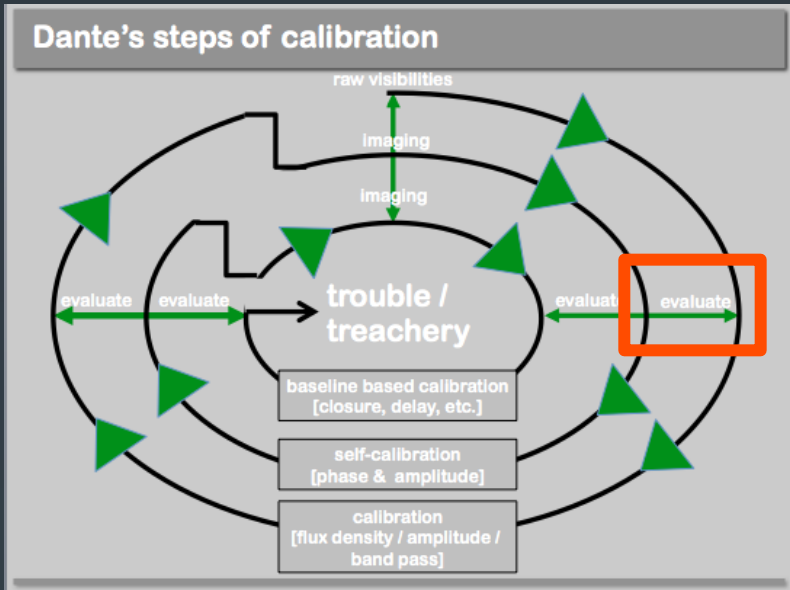 Dante's steps of calibration
raw visibilities
imaging
imaging
evaluate
evaluate
evaluate
evaluate
trouble /
treachery
baseline based calibration
[closure, delay, etc.]
self-calibration
[phase & amplitude]
calibration
[flux density / amplitude /
band pass]